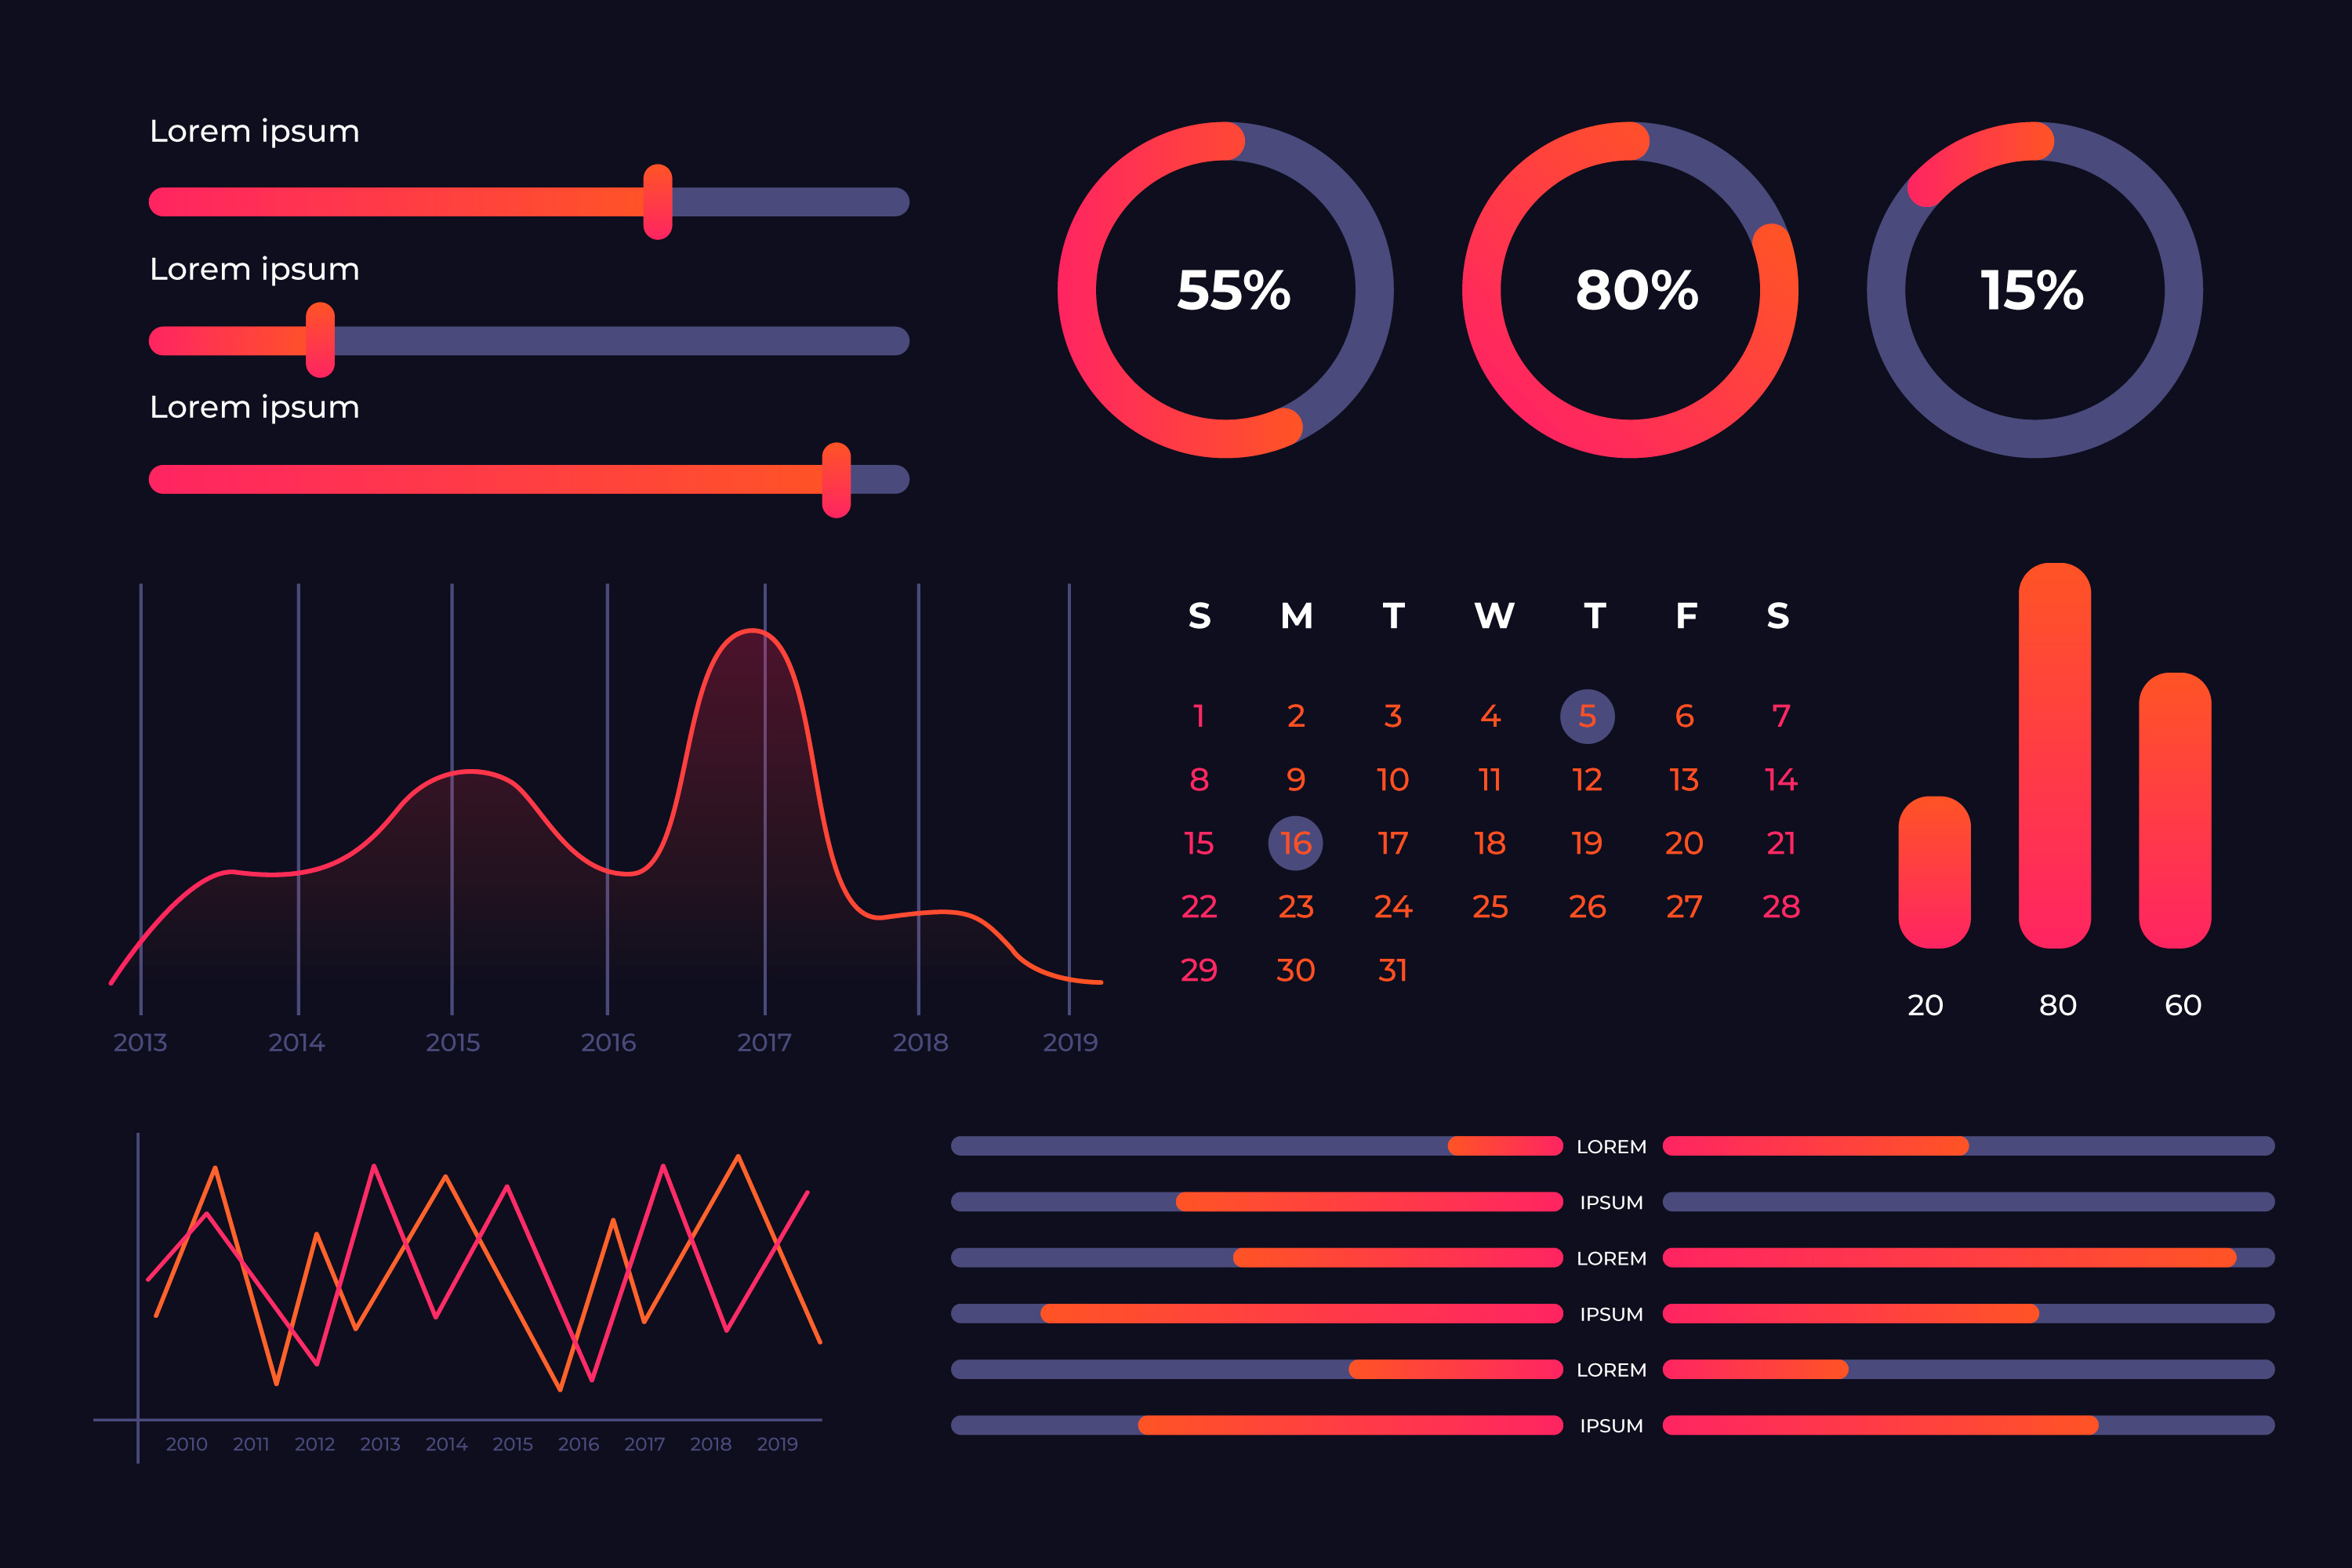 Lorem ipsum
Lorem ipsum
Lorem ipsum
55% 80% 15%
2013 2014 2015 2016 2017 2018 2019
S M T W T F S
1 2 3 4 5 6 7
8 9 10 11 12 13 14
15 16 17 18 19 20 21
22 23 24 25 26 27 28
29 30 31
20 80 60
2010 2011 2012 2013 2014 2015 2016 2017 2018 2019
LOREM
IPSUM
LOREM
IPSUM
LOREM
IPSUM